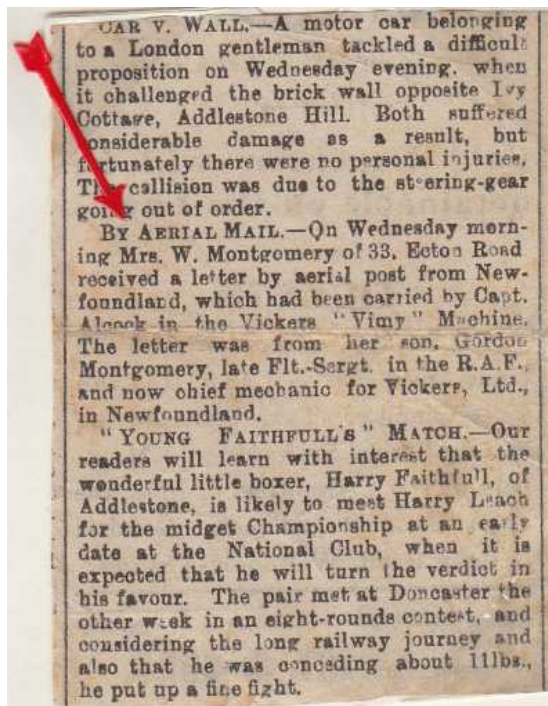 CAR V. WALL.—A motor car belonging
to a London gentleman tackled a difficult
proposition on Wednesday evening, when
it challenged the brick wall opposite Ivy
Cottage, Addlestone Hill. Both suffered
considerable damage as a result, but
fortunately there were no personal injuries.
The collision was due to the steering-gear
going out of order.
BY AERIAL MAIL.—On Wednesday morn-
ing Mrs. W. Montgomery of 33, Ecton Road
received a letter by aerial post from New-
foundland, which had been carried by Capt.
Alcock in the Vickers "Vimy" Machine.
The letter was from her son, Gordon
Montgomery, late Flt.-Sergt. in the R.A.F.,
and now chief mechanic for Vickers, Ltd.,
in Newfoundland.
"YOUNG FAITHFULL'S" MATCH.—Our
readers will learn with interest that the
wonderful little boxer, Harry Faithfull, of
Addlestone, is likely to meet Harry Leach
for the midget Championship at an early
date at the National Club, when it is
expected that he will turn the verdict in
his favour. The pair met at Doncaster the
other week in an eight-rounds contest, and
considering the long railway journey and
also that he was conceding about 11lbs.,
he put up a fine fight.